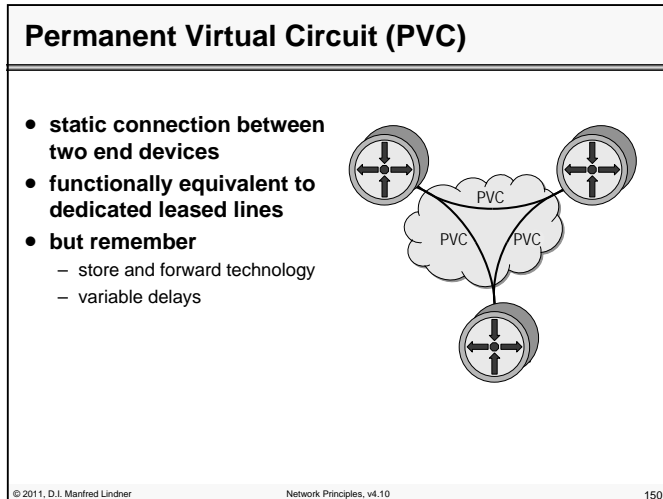 Permanent Virtual Circuit (PVC)
• static connection between
two end devices
• functionally equivalent to
dedicated leased lines
• but remember
– store and forward technology
– variable delays
PVC
PVC
PVC
© 2011, D.I. Manfred Lindner
Network Principles, v4.10
150